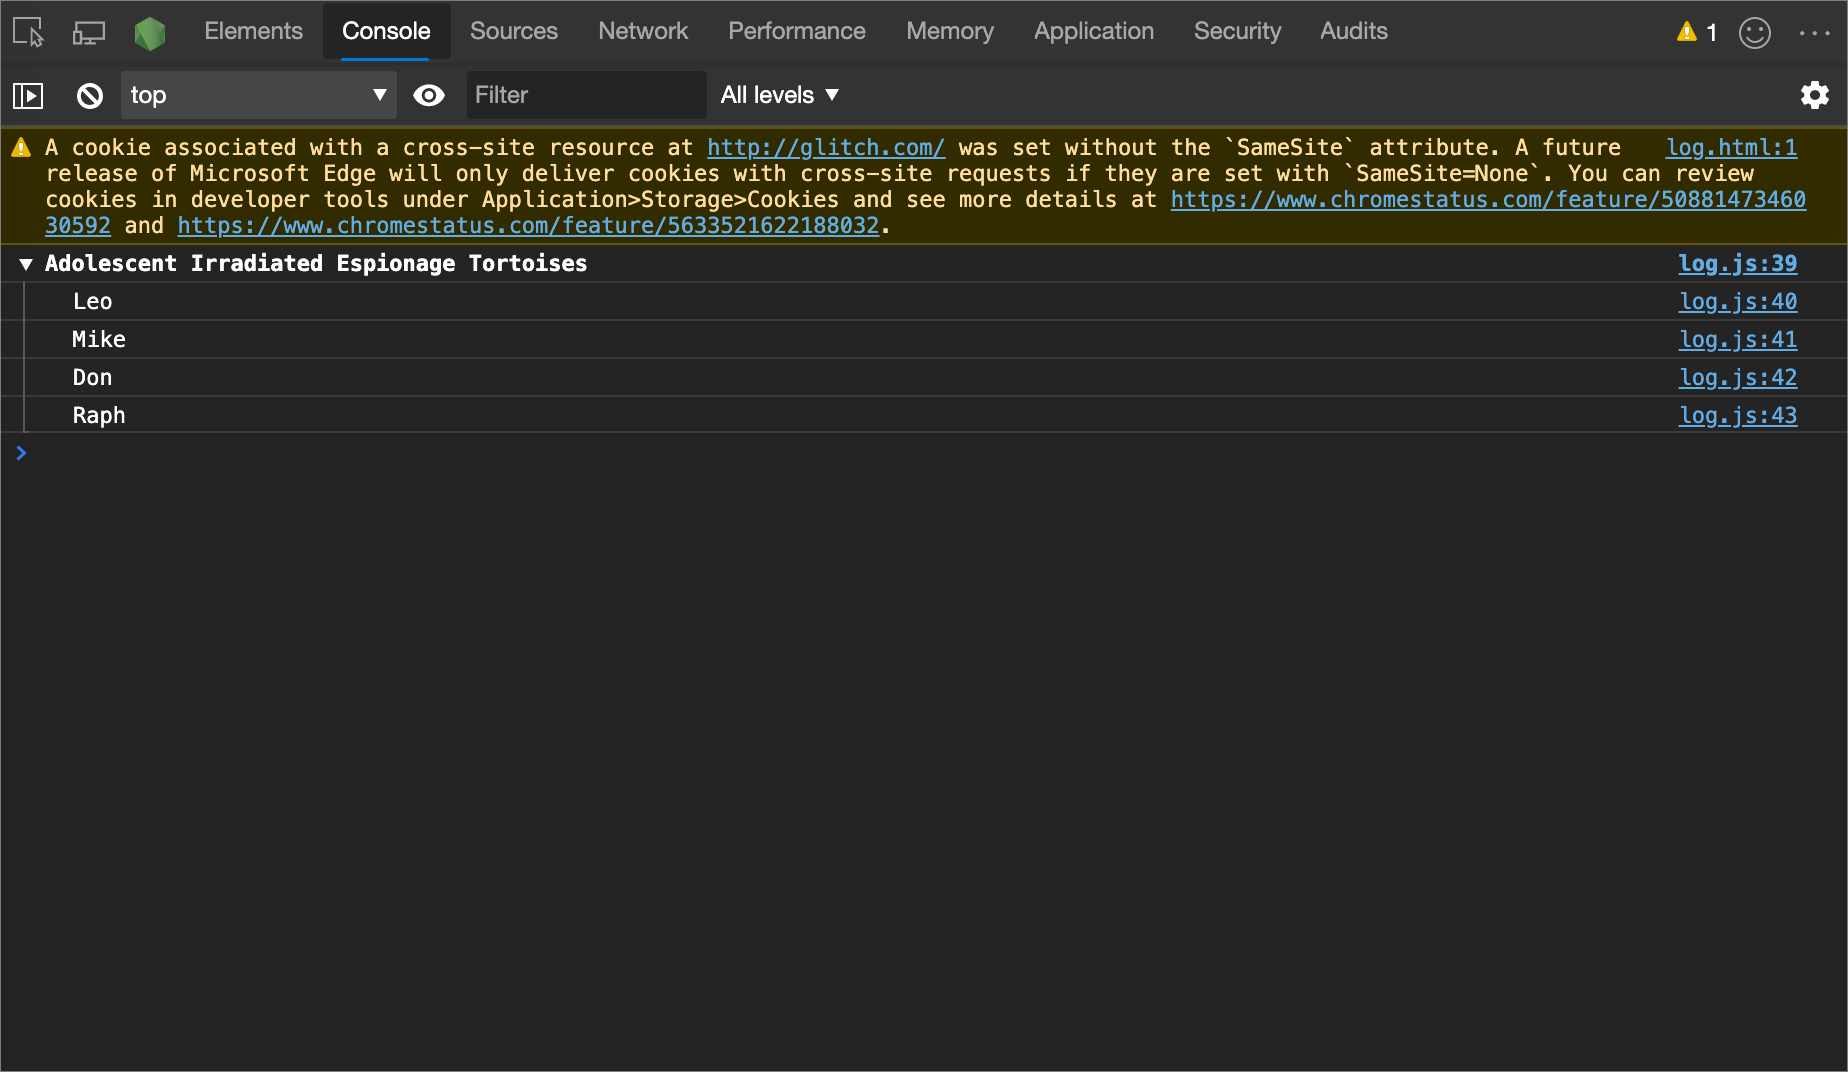 Elements Console Sources Network Performance Memory Application Security Audits 1
top Filter All levels
A cookie associated with a cross-site resource at http://glitch.com/ was set without the `SameSite` attribute. A future log.html:1
release of Microsoft Edge will only deliver cookies with cross-site requests if they are set with `SameSite=None`. You can review
cookies in developer tools under Application>Storage>Cookies and see more details at https://www.chromestatus.com/feature/50881473460
30592 and https://www.chromestatus.com/feature/5633521622188032.
Adolescent Irradiated Espionage Tortoises log.js:39
Leo log.js:40
Mike log.js:41
Don log.js:42
Raph log.js:43